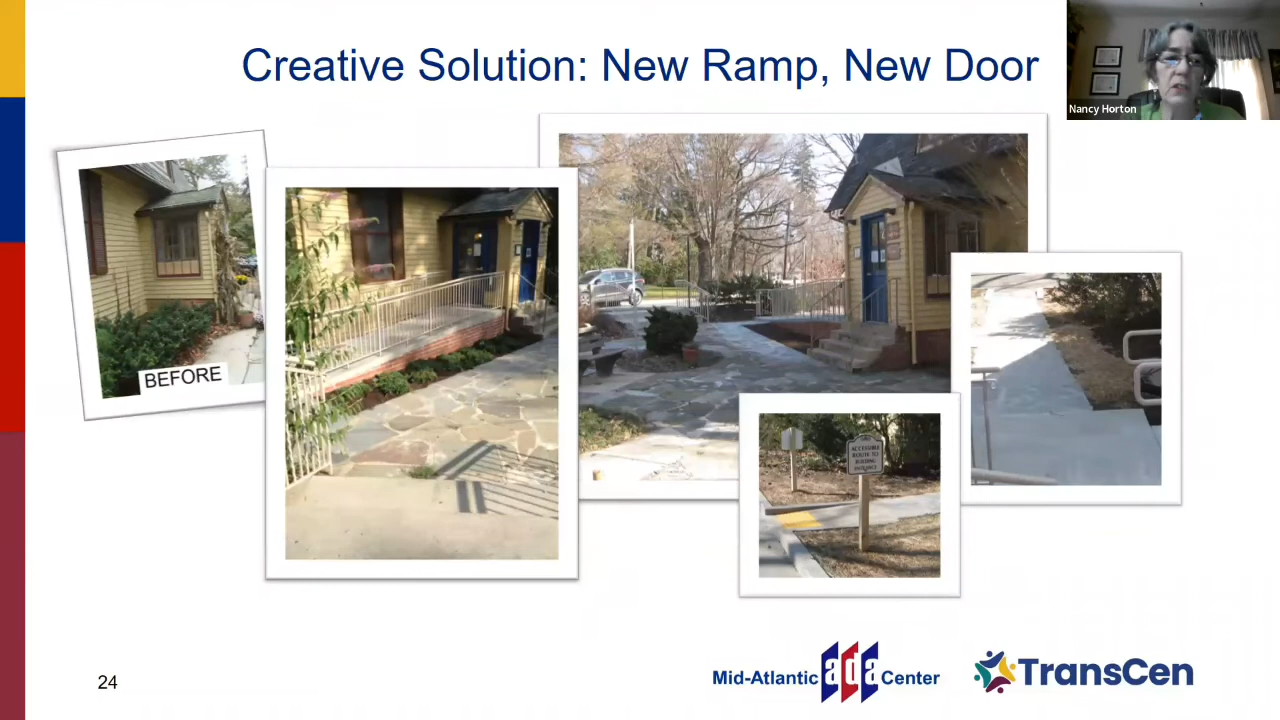 Creative Solution: New Ramp, New Door
Nancy Horton
BEFORE
ACCESSIBLE
ROUTE TO
BUILDING
ENTRANCE
24
Mid-Atlantic ada Center
TransCen